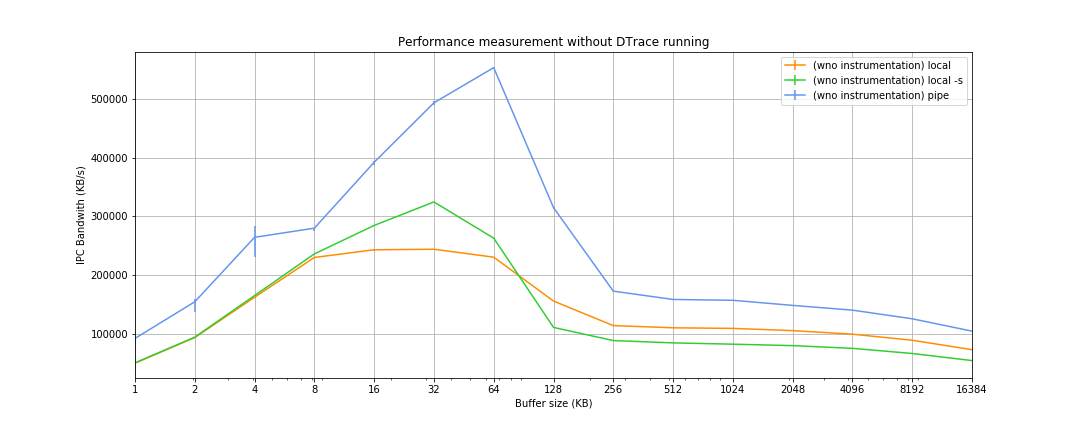 Performance measurement without DTrace running
(wno instrumentation) local
(wno instrumentation) local -s
(wno instrumentation) pipe
IPC Bandwith (KB/s)
500000
400000
300000
200000
100000
1 2 4 8 16 32 64 128 256 512 1024 2048 4096 8192 16384
Buffer size (KB)